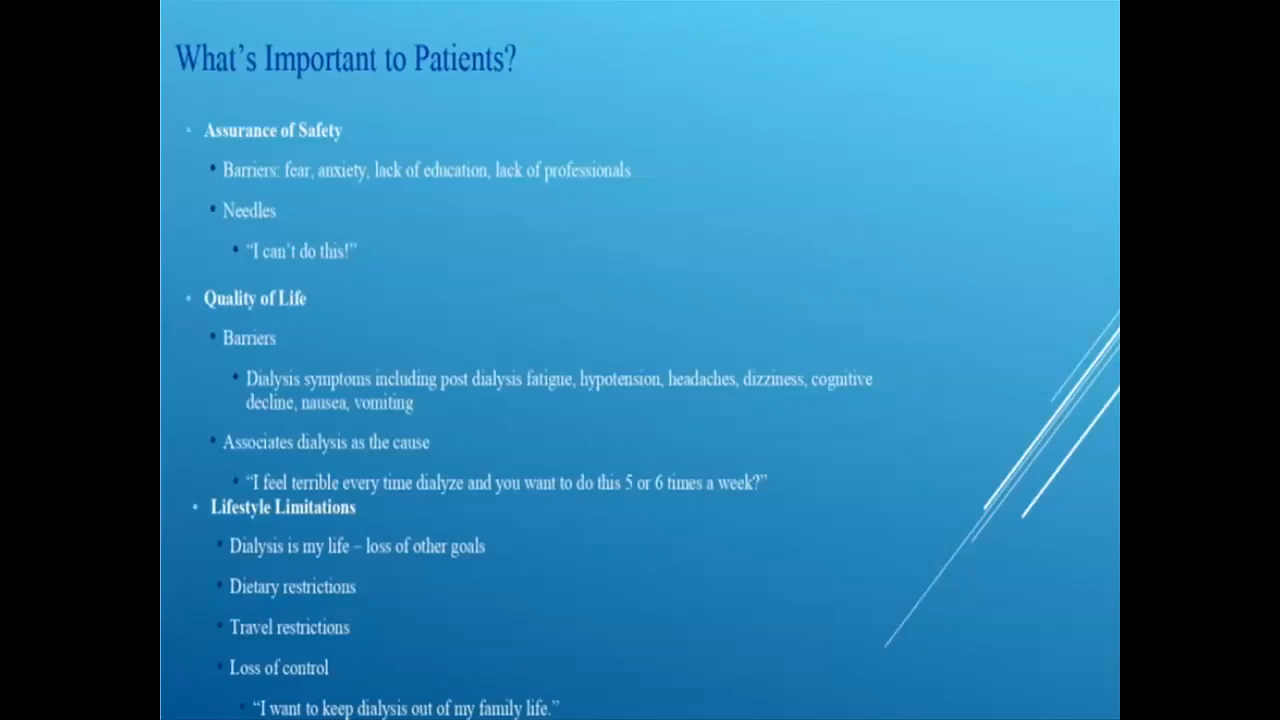 What's Important to Patients?
Assurance of Safety
Barriers: fear, anxiety, lack of education, lack of professionals
Needles
“I can't do this!”
Quality of Life
Barriers
Dialysis symptoms including post dialysis fatigue, hypotension, headaches, dizziness, cognitive
decline, nausea, vomiting
Associates dialysis as the cause
“I feel terrible every time dialyze and you want to do this 5 or 6 times a week?”
Lifestyle Limitations
Dialysis is my life – loss of other goals
Dietary restrictions
Travel restrictions
Loss of control
“I want to keep dialysis out of my family life.”